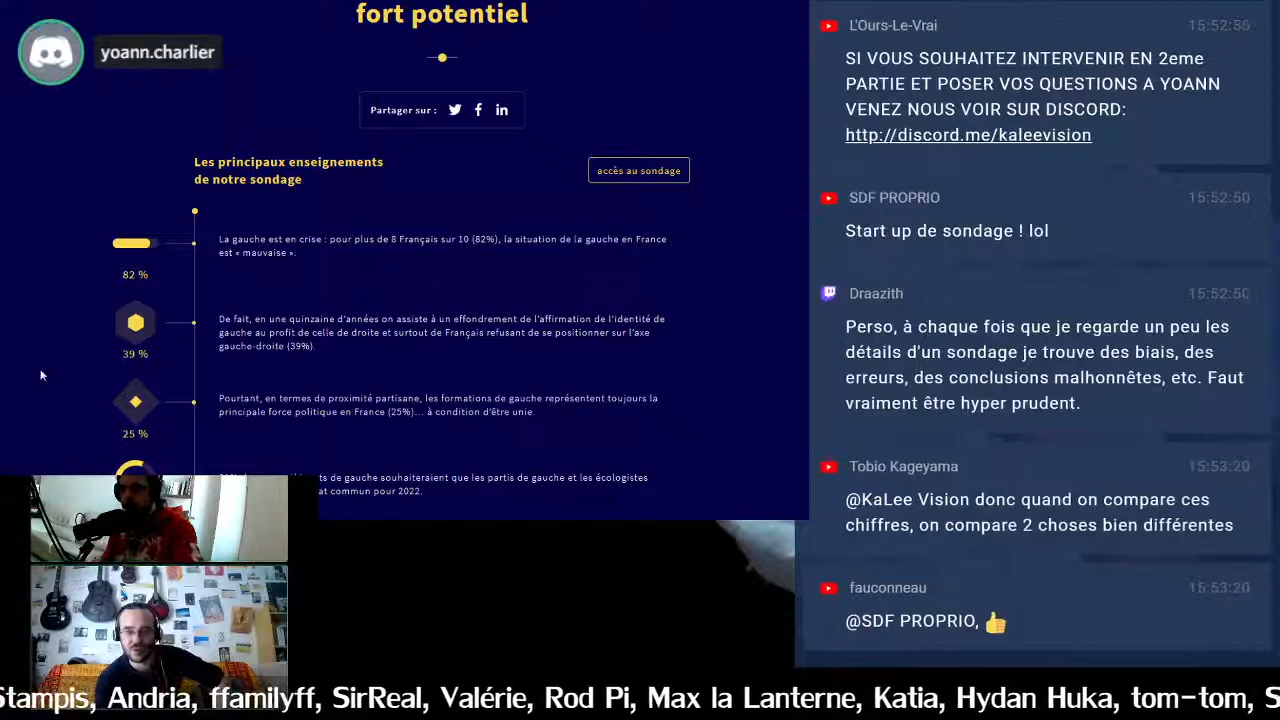 fort potentiel
yoann.charlier
Partager sur :
Les principaux enseignements
de notre sondage
accès au sondage
La gauche est en crise : pour plus de 8 Français sur 10 (82%), la situation de la gauche en France
est « mauvaise ».
82 %
De fait, en une quinzaine d'années on assiste à un effondrement de l'affirmation de l'identité de
gauche au profit de celle de droite et surtout de Français refusant de se positionner sur l'axe
gauche-droite (39%).
39 %
Pourtant, en termes de proximité partisane, les formations de gauche représentent toujours la
principale force politique en France (25%)... à condition d'être unie.
25 %
ts de gauche souhaiteraient que les partis de gauche et les écologistes
at commun pour 2022.
L'Ours-Le-Vrai 15:52:50
SI VOUS SOUHAITEZ INTERVENIR EN 2eme
PARTIE ET POSER VOS QUESTIONS A YOANN
VENEZ NOUS VOIR SUR DISCORD:
http://discord.me/kaleevision
SDF PROPRIO 15:52:50
Start up de sondage ! lol
Draazith 15:52:50
Perso, à chaque fois que je regarde un peu les
détails d'un sondage je trouve des biais, des
erreurs, des conclusions malhonnêtes, etc. Faut
vraiment être hyper prudent.
Tobio Kageyama 15:53:20
@KaLee Vision donc quand on compare ces
chiffres, on compare 2 choses bien différentes
fauconneau 15:53:20
@SDF PROPRIO, 👍
Stampis, Andria, ffamilyff, SirReal, Valérie, Rod Pi, Max la Lanterne, Katia, Hydan Huka, tom-tom, S